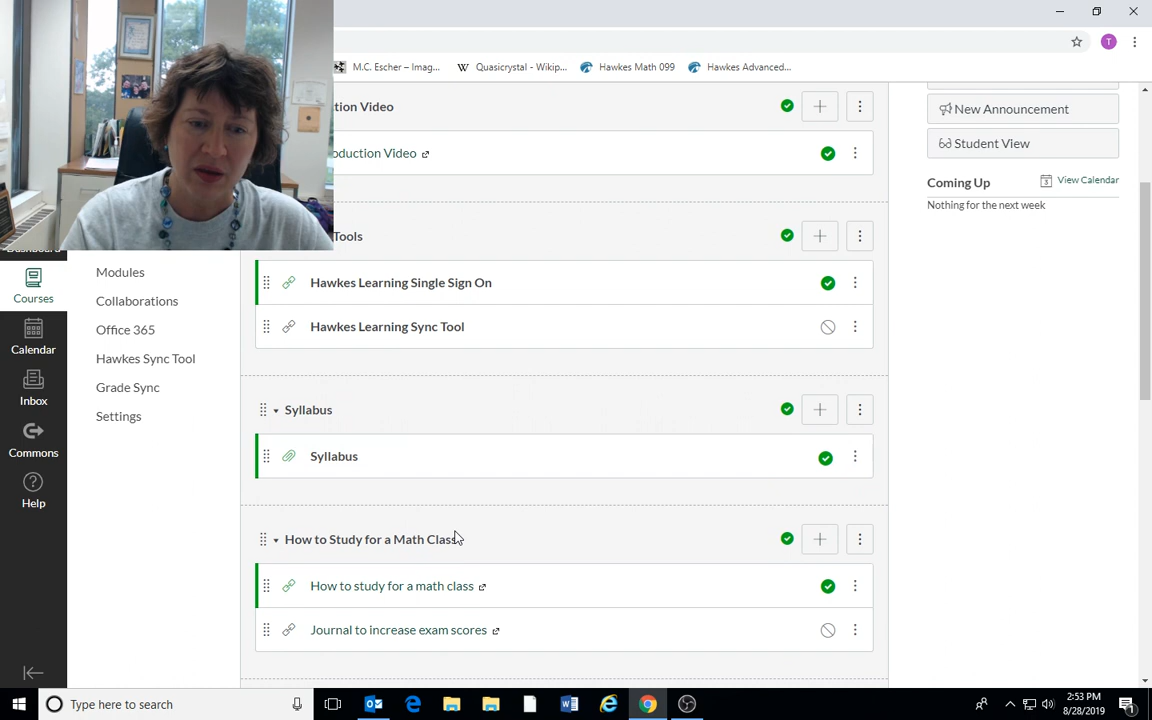 M.C. Escher – Imag...
W Quasicrystal - Wikip...
Hawkes Math 099
Hawkes Advanced...
T
tion Video
New Announcement
oduction Video
Student View
Coming Up
View Calendar
Nothing for the next week
Tools
Modules
Hawkes Learning Single Sign On
Courses
Collaborations
Office 365
Hawkes Learning Sync Tool
Calendar
Hawkes Sync Tool
Grade Sync
Inbox
Settings
Syllabus
Commons
Syllabus
Help
How to Study for a Math Class
How to study for a math class
Journal to increase exam scores
Type here to search
2:53 PM
8/28/2019
1